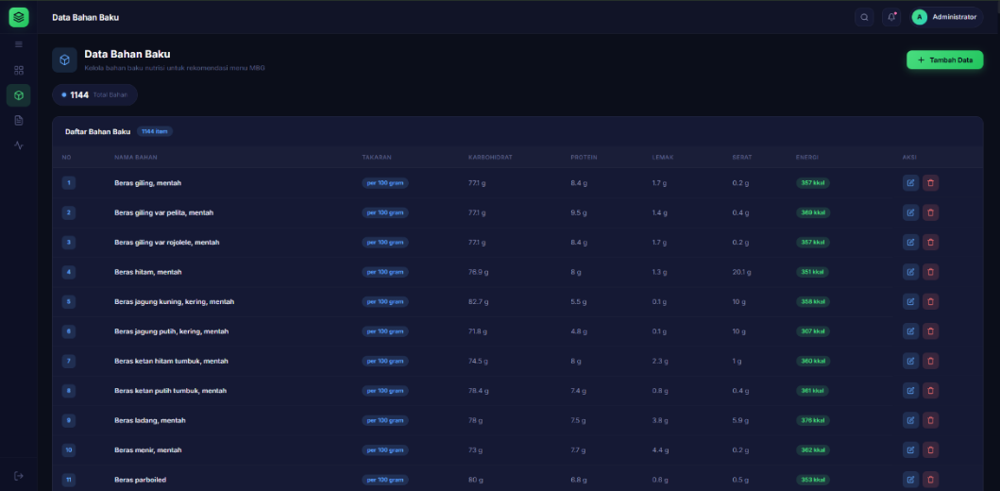 Data Bahan Baku
A Administrator
Data Bahan Baku
Kelola bahan baku nutrisi untuk rekomendasi menu MBG
+ Tambah Data
1144 Total Bahan
Daftar Bahan Baku 1144 item
NO NAMA BAHAN TAKARAN KARBOHIDRAT PROTEIN LEMAK SERAT ENERGI AKSI
1 Beras giling, mentah per 100 gram 77.1 g 8.4 g 1.7 g 0.2 g 357 kkal
2 Beras giling var pelita, mentah per 100 gram 77.1 g 9.5 g 1.4 g 0.4 g 369 kkal
3 Beras giling var rojolele, mentah per 100 gram 77.1 g 8.4 g 1.7 g 0.2 g 357 kkal
4 Beras hitam, mentah per 100 gram 76.9 g 8 g 1.3 g 20.1 g 351 kkal
5 Beras jagung kuning, kering, mentah per 100 gram 82.7 g 5.5 g 0.1 g 10 g 358 kkal
6 Beras jagung putih, kering, mentah per 100 gram 71.8 g 4.8 g 0.1 g 10 g 307 kkal
7 Beras ketan hitam tumbuk, mentah per 100 gram 74.5 g 8 g 2.3 g 1 g 360 kkal
8 Beras ketan putih tumbuk, mentah per 100 gram 78.4 g 7.4 g 0.8 g 0.4 g 361 kkal
9 Beras ladang, mentah per 100 gram 78 g 7.5 g 3.8 g 5.9 g 376 kkal
10 Beras menir, mentah per 100 gram 73 g 7.7 g 4.4 g 0.2 g 362 kkal
11 Beras parboiled per 100 gram 80 g 6.8 g 0.6 g 0.5 g 353 kkal